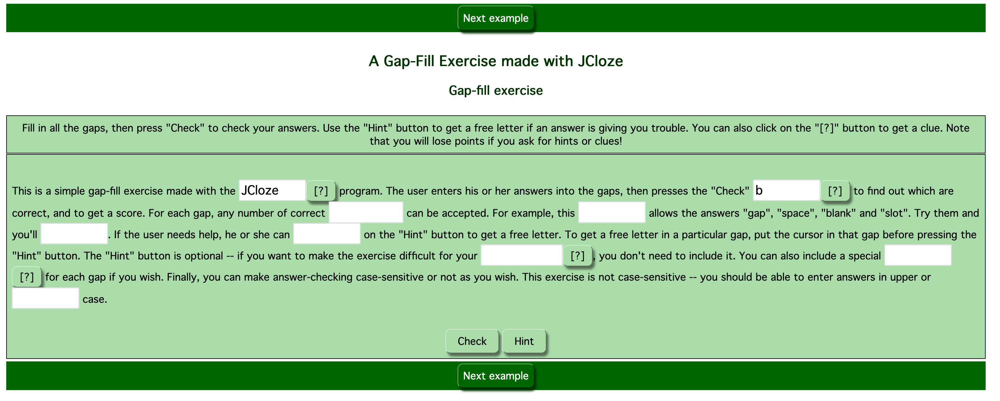 Next example
A Gap-Fill Exercise made with JCloze
Gap-fill exercise
Fill in all the gaps, then press "Check" to check your answers. Use the "Hint" button to get a free letter if an answer is giving you trouble. You can also click on the "[?]" button to get a clue. Note
that you will lose points if you ask for hints or clues!
This is a simple gap-fill exercise made with the JCloze [?] program. The user enters his or her answers into the gaps, then presses the "Check" b [?] to find out which are
correct, and to get a score. For each gap, any number of correct can be accepted. For example, this allows the answers "gap", "space", "blank" and "slot". Try them and
you'll . If the user needs help, he or she can on the "Hint" button to get a free letter. To get a free letter in a particular gap, put the cursor in that gap before pressing the
"Hint" button. The "Hint" button is optional -- if you want to make the exercise difficult for your [?] , you don't need to include it. You can also include a special
[?] for each gap if you wish. Finally, you can make answer-checking case-sensitive or not as you wish. This exercise is not case-sensitive -- you should be able to enter answers in upper or
case.
Check Hint
Next example